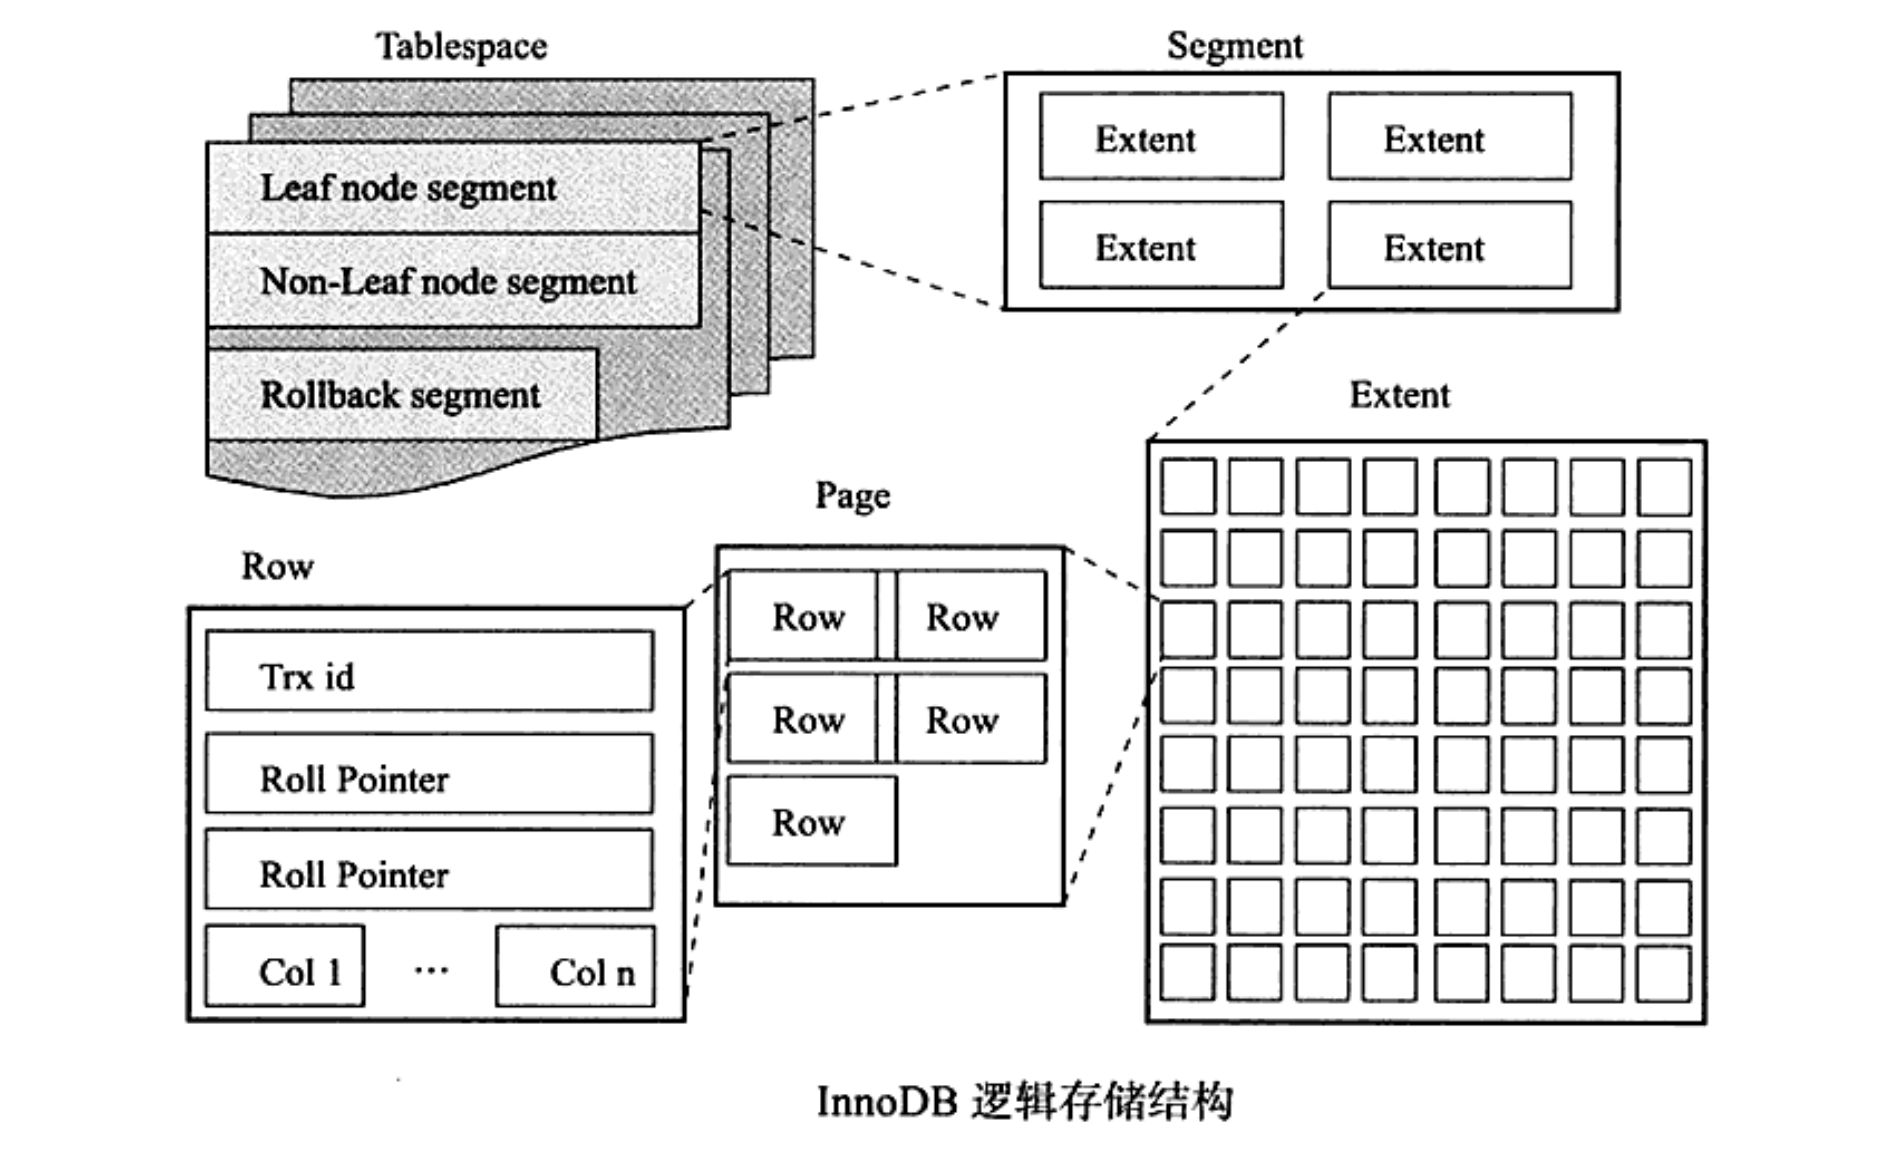 Tablespace
Leaf node segment
Non-Leaf node segment
Rollback segment
Segment
Extent
Extent
Extent
Extent
Extent
Page
Row
Row
Row
Row
Row
Row
Trx id
Roll Pointer
Roll Pointer
Col 1
…
Col n
InnoDB 逻辑存储结构